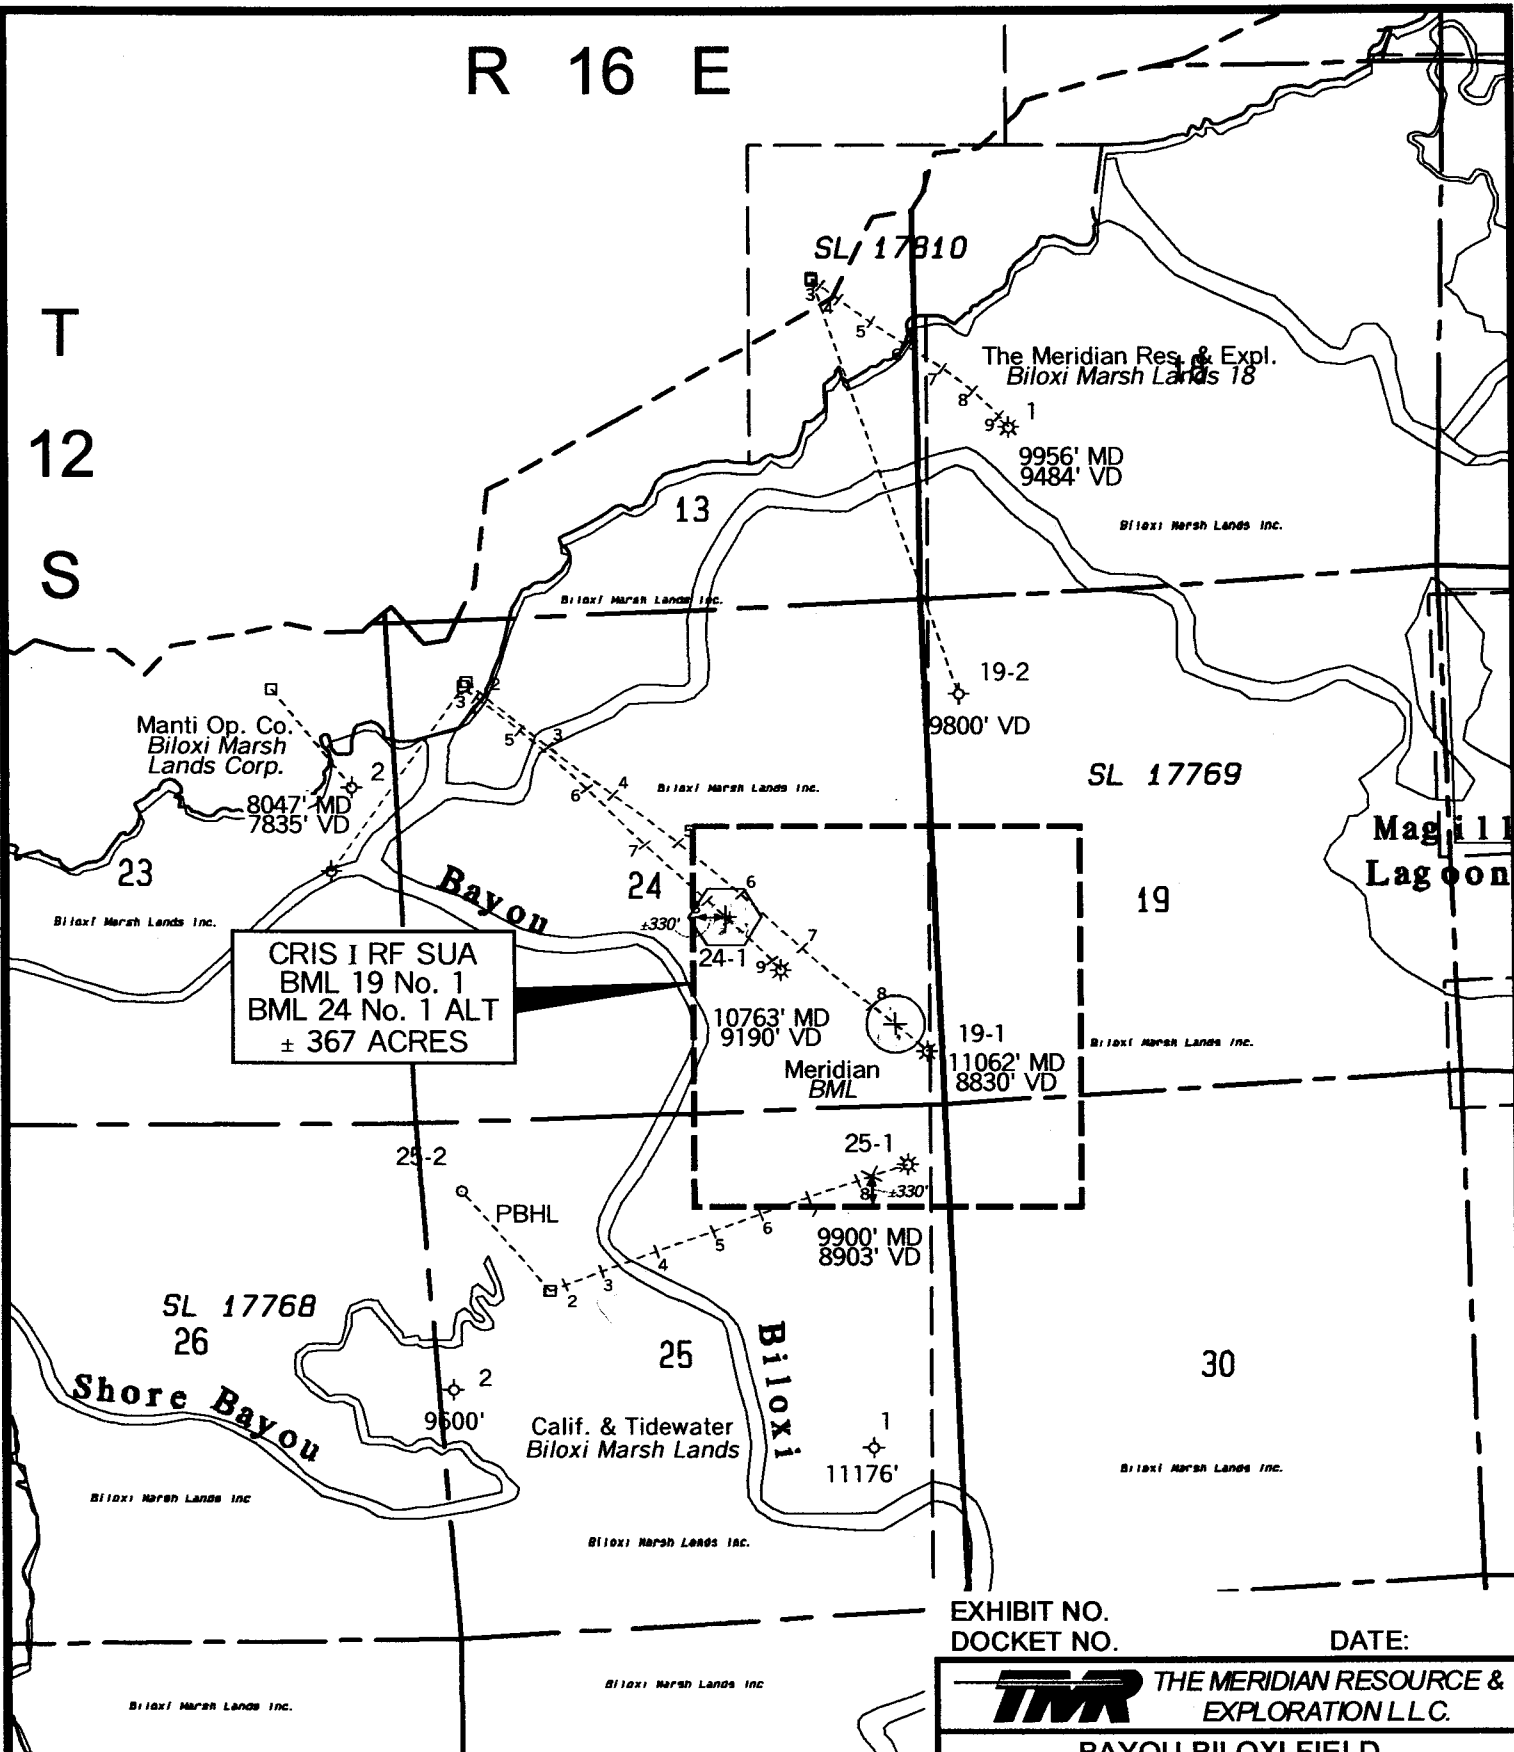 R 16 E
T
12
S
SL 17810
3
4
5
The Meridian Res. & Expl.
Biloxi Marsh Lands 18
18
7
8
9
1
9956' MD
9484' VD
13
Biloxi Marsh Lands Inc.
Biloxi Marsh Lands Inc.
19-2
9800' VD
2
3
5
3
6
4
7
5
Manti Op. Co.
Biloxi Marsh
Lands Corp.
2
8047' MD
7835' VD
Biloxi Marsh Lands Inc.
SL 17769
Magill
Lagoon
23
Bayou
24
6
19
Biloxi Marsh Lands Inc.
±330'
7
24-1
9
8
CRIS I RF SUA
BML 19 No. 1
BML 24 No. 1 ALT
± 367 ACRES
10763' MD
9190' VD
19-1
11062' MD
8830' VD
Meridian
BML
Biloxi Marsh Lands Inc.
25-2
25-1
8
±330'
PBHL
6
5
4
3
2
9900' MD
8903' VD
SL 17768
26
25
30
Biloxi
Shore Bayou
2
9600'
Calif. & Tidewater
Biloxi Marsh Lands
1
11176'
Biloxi Marsh Lands Inc.
Biloxi Marsh Lands Inc
Biloxi Marsh Lands Inc.
Biloxi Marsh Lands Inc
Biloxi Marsh Lands Inc.
EXHIBIT NO.
DOCKET NO. DATE:
TMR THE MERIDIAN RESOURCE &
EXPLORATION L.L.C.
BAYOU BILOXI FIELD